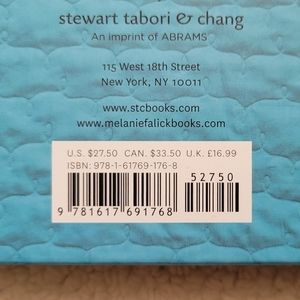 stewart tabori & chang
An imprint of ABRAMS
115 West 18th Street
New York, NY 10011
www.stcbooks.com
www.melaniefalickbooks.com
U.S. $27.50 CAN. $33.50 U.K. £16.99
ISBN: 978-1-61769-176-8
52750
9 781617 691768